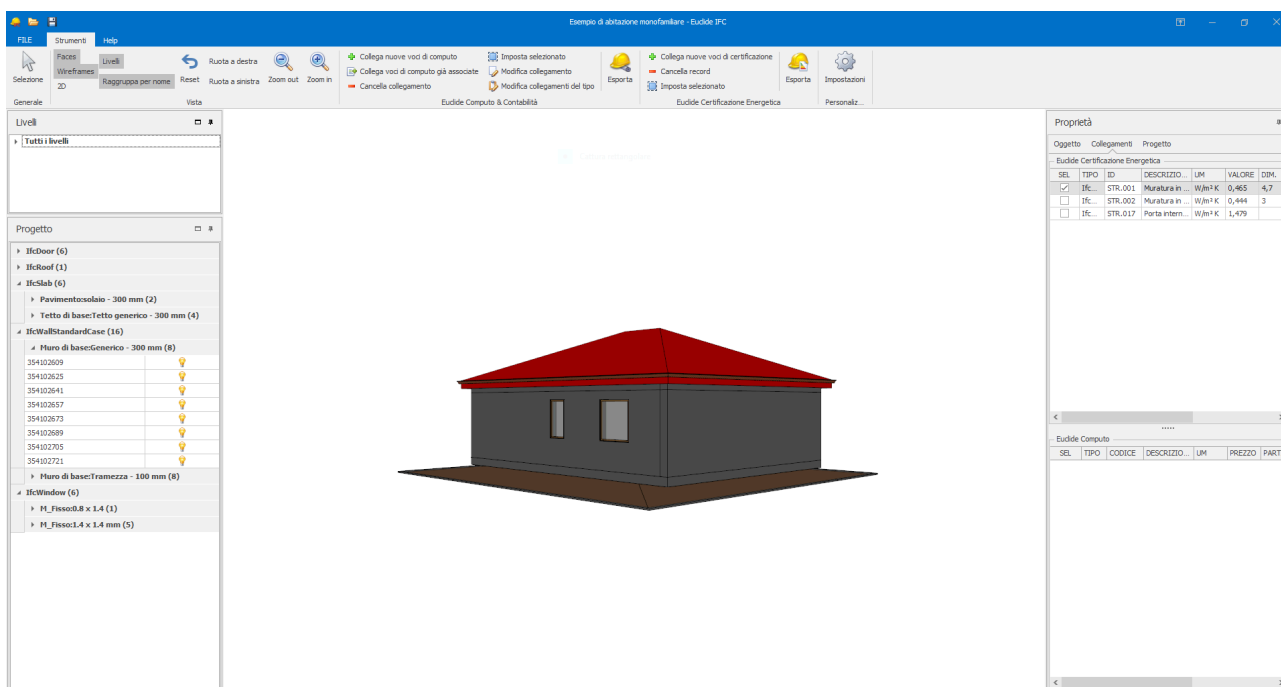 Esempio di abitazione monofamiliare - Euclide IFC
FILE Strumenti Help
Selezione
Generale
Faces
Wireframes
2D
Livelli
Raggruppa per nome
Reset
Ruota a destra
Ruota a sinistra
Zoom out
Zoom in
Vista
Collega nuove voci di computo
Collega voci di computo già associate
Cancella collegamento
Imposta selezionato
Modifica collegamento
Modifica collegamenti del tipo
Esporta
Euclide Computo & Contabilità
Collega nuove voci di certificazione
Cancella record
Imposta selezionato
Esporta
Euclide Certificazione Energetica
Impostazioni
Personaliz...
Livelli
Tutti i livelli
Progetto
IfcDoor (6)
IfcRoof (1)
IfcSlab (6)
Pavimento:solaio - 300 mm (2)
Tetto di base:Tetto generico - 300 mm (4)
IfcWallStandardCase (16)
Muro di base:Generico - 300 mm (8)
354102609
354102625
354102641
354102657
354102673
354102689
354102705
354102721
Muro di base:Tramezza - 100 mm (8)
IfcWindow (6)
M_Fisso:0.8 x 1.4 (1)
M_Fisso:1.4 x 1.4 mm (5)
Proprietà
Oggetto Collegamenti Progetto
Euclide Certificazione Energetica
SEL TIPO ID DESCRIZIO... UM VALORE DIM.
Ifc... STR.001 Muratura in ... W/m² K 0,465 4,7
Ifc... STR.002 Muratura in ... W/m² K 0,444 3
Ifc... STR.017 Porta intern... W/m² K 1,479
Euclide Computo
SEL TIPO CODICE DESCRIZIO... UM PREZZO PART